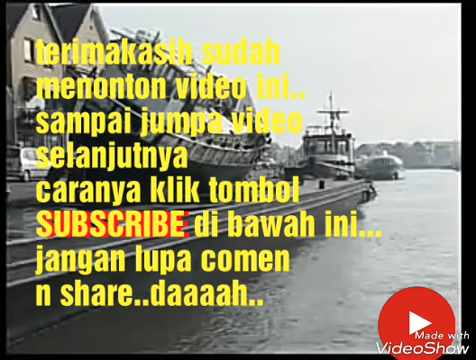 terimakasih sudah
menonton video ini..
sampai jumpa video
selanjutnya
caranya klik tombol
SUBSCRIBE di bawah ini...
jangan lupa comen
n share..daaaah..
Made with
VideoShow